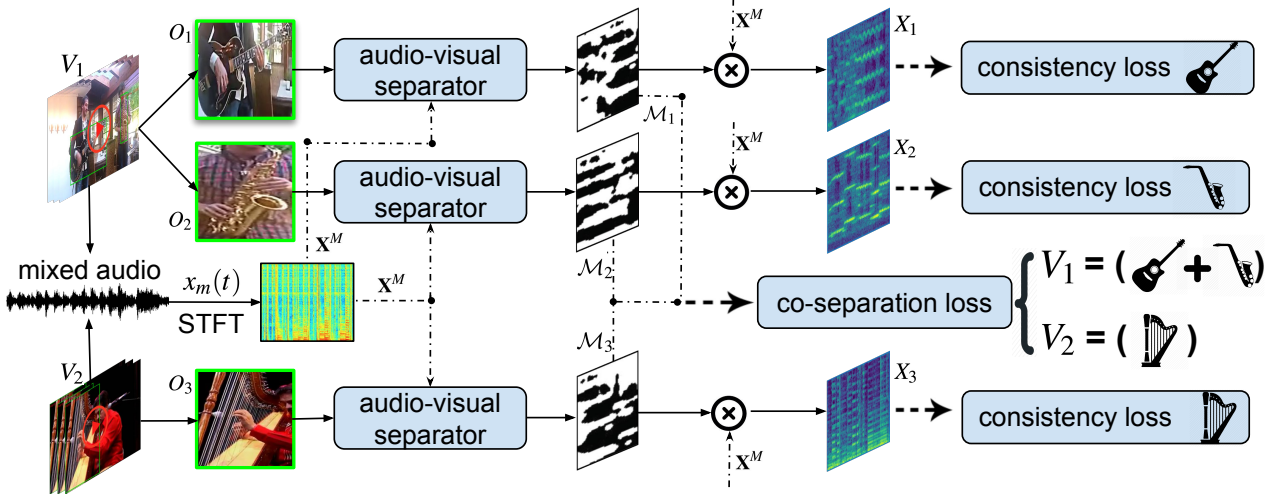 V₁
O₁
audio-visual
separator
𝓜₁
X^M
X₁
consistency loss
O₂
audio-visual
separator
X^M
X₂
consistency loss
X^M
mixed audio
x_m(t)
STFT
X^M
𝓜₂
co-separation loss
V₁ = ( + )
V₂ = ( )
V₂
O₃
audio-visual
separator
𝓜₃
X^M
X₃
consistency loss